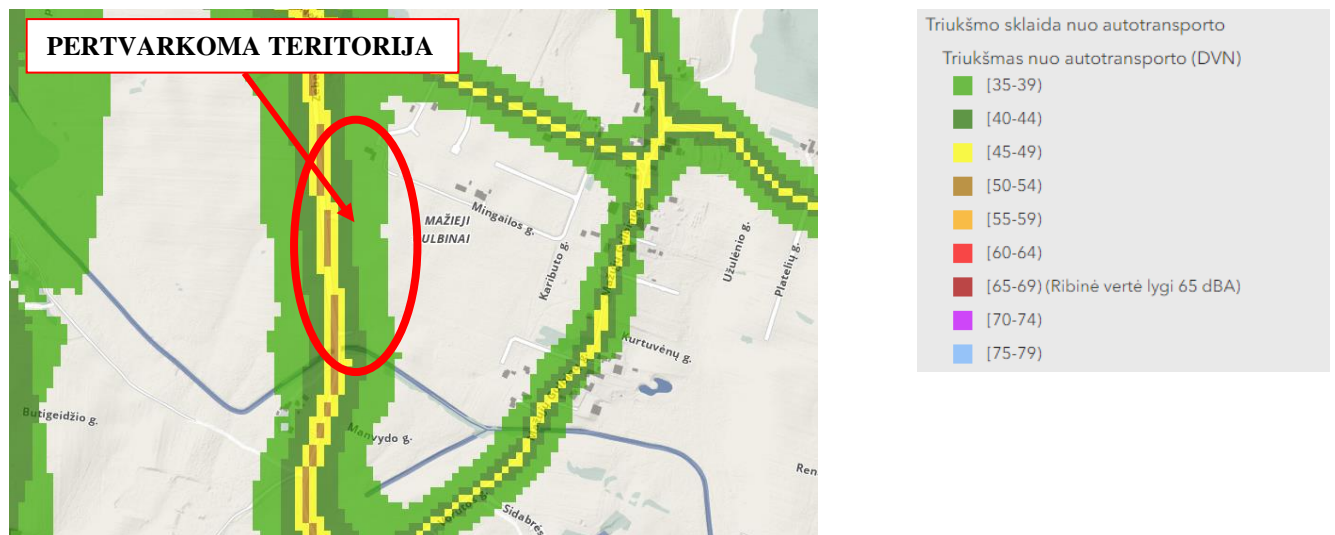 PERTVARKOMA TERITORIJA
Mingailos g.
MAŽIEJI
ULBINAI
Kributo g.
Užulėnio g.
Platelių g.
Kurtuvėnų g.
Butigeidžio g.
Manvydo g.
Sidabrės
Ren
Triukšmo sklaida nuo autotransporto
Triukšmas nuo autotransporto (DVN)
[35-39)
[40-44)
[45-49)
[50-54)
[55-59)
[60-64)
[65-69) (Ribinė vertė lygi 65 dBA)
[70-74)
[75-79)